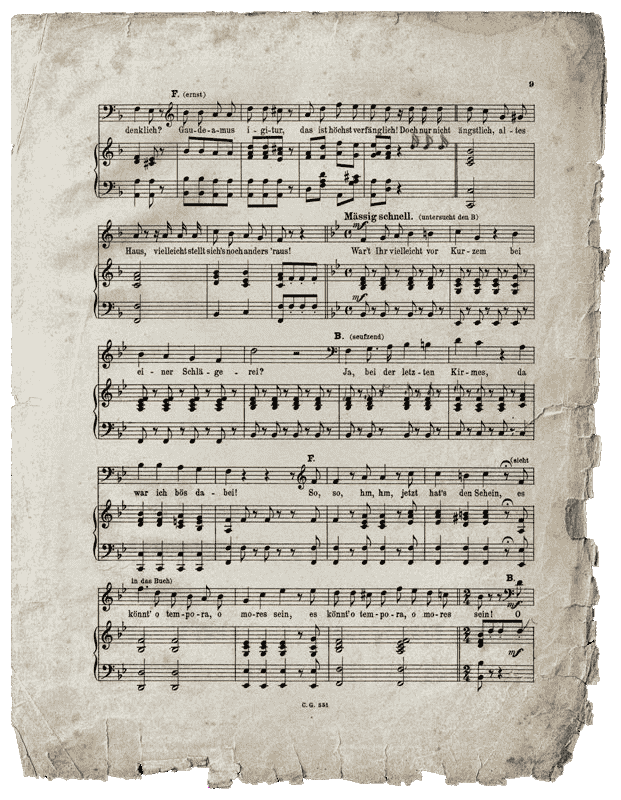 9
F. (ernst)
denklich? Gau-de-a-mus i-gi-tur, das ist höchst verfänglich! Doch nur nicht ängstlich, al-tes
Mässig schnell. (untersucht den B)
mf
Haus, vielleicht stellt sich's noch anders 'raus! War't Ihr vielleicht vor Kur-zem bei
mf
B. (seufzend)
ei-ner Schlä-ge-rei? Ja, bei der letz-ten Kir-mes, da
F. (sieht
war ich bös da-bei! So, so, hm, hm, jetzt hat's den Schein, es
in das Buch) B.
mf
könnt' o tem-po-ra, o mo-res sein, es könnt' o tem-po-ra, o mo-res sein! O
mf
C. G. 551